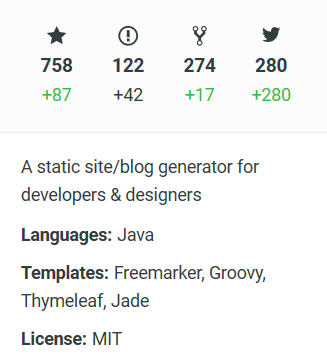 758 122 274 280
+87 +42 +17 +280
A static site/blog generator for
developers & designers
Languages: Java
Templates: Freemarker, Groovy,
Thymeleaf, Jade
License: MIT